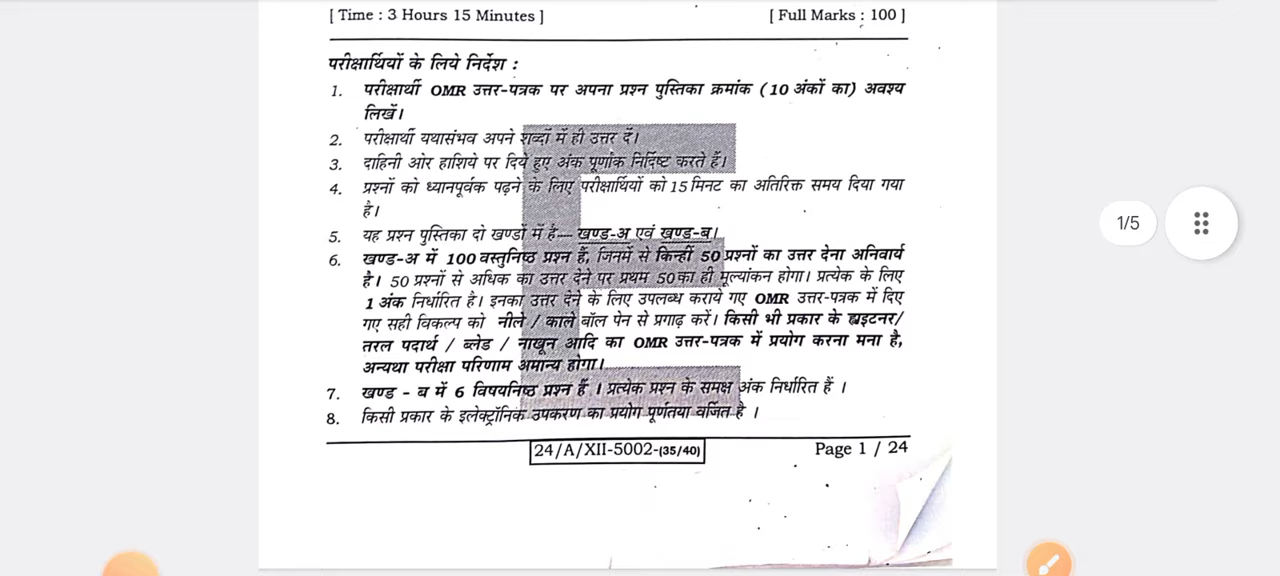 [ Time : 3 Hours 15 Minutes ] [ Full Marks : 100 ]
परीक्षार्थियों के लिये निर्देश :
1. परीक्षार्थी OMR उत्तर-पत्रक पर अपना प्रश्न पुस्तिका क्रमांक (10 अंकों का) अवश्य
लिखें।
2. परीक्षार्थी यथासंभव अपने शब्दों में ही उत्तर दें।
3. दाहिनी ओर हाशिये पर दिये हुए अंक पूर्णांक निर्दिष्ट करते हैं।
4. प्रश्नों को ध्यानपूर्वक पढ़ने के लिए परीक्षार्थियों को 15 मिनट का अतिरिक्त समय दिया गया
है।
5. यह प्रश्न पुस्तिका दो खण्डों में है— खण्ड-अ एवं खण्ड-ब।
6. खण्ड-अ में 100 वस्तुनिष्ठ प्रश्न हैं, जिनमें से किन्हीं 50 प्रश्नों का उत्तर देना अनिवार्य
है। 50 प्रश्नों से अधिक का उत्तर देने पर प्रथम 50 का ही मूल्यांकन होगा। प्रत्येक के लिए
1 अंक निर्धारित है। इनका उत्तर देने के लिए उपलब्ध कराये गए OMR उत्तर-पत्रक में दिए
गए सही विकल्प को नीले / काले बॉल पेन से प्रगाढ़ करें। किसी भी प्रकार के ह्वाइटनर/
तरल पदार्थ / ब्लेड / नाखून आदि का OMR उत्तर-पत्रक में प्रयोग करना मना है,
अन्यथा परीक्षा परिणाम अमान्य होगा।
7. खण्ड - ब में 6 विषयनिष्ठ प्रश्न हैं । प्रत्येक प्रश्न के समक्ष अंक निर्धारित हैं ।
8. किसी प्रकार के इलेक्ट्रॉनिक उपकरण का प्रयोग पूर्णतया वर्जित है ।
24/A/XII-5002-(35/40) Page 1 / 24
1/5